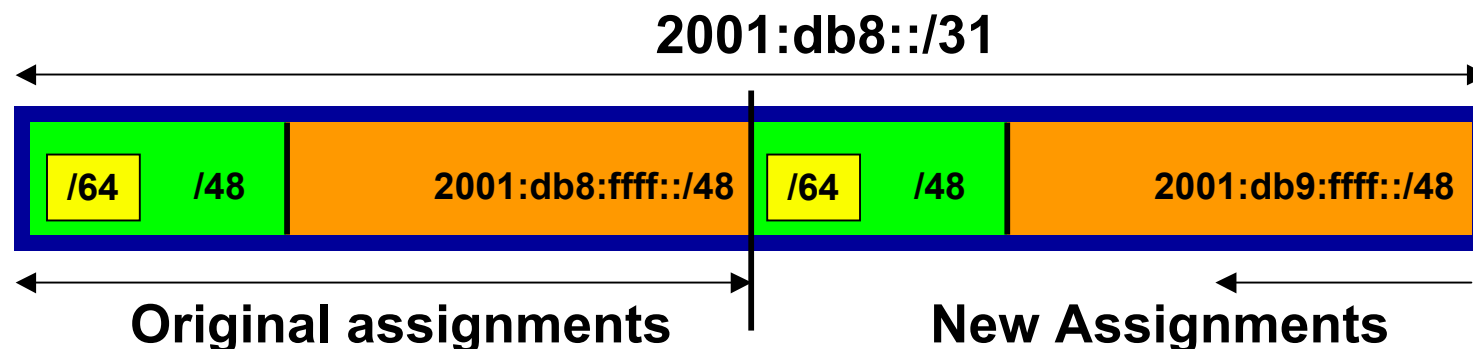 2001:db8::/31
/64 /48 2001:db8:ffff::/48 /64 /48 2001:db9:ffff::/48
Original assignments New Assignments